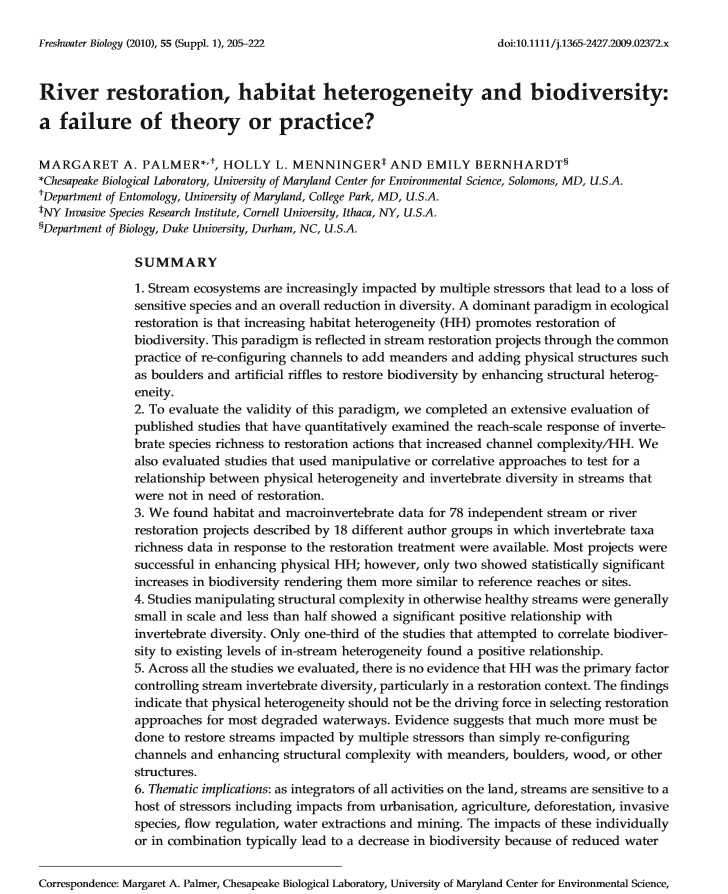 Freshwater Biology (2010), 55 (Suppl. 1), 205–222
doi:10.1111/j.1365-2427.2009.02372.x
River restoration, habitat heterogeneity and biodiversity:
a failure of theory or practice?
MARGARET A. PALMER*,†, HOLLY L. MENNINGER‡ AND EMILY BERNHARDT§
*Chesapeake Biological Laboratory, University of Maryland Center for Environmental Science, Solomons, MD, U.S.A.
†Department of Entomology, University of Maryland, College Park, MD, U.S.A.
‡NY Invasive Species Research Institute, Cornell University, Ithaca, NY, U.S.A.
§Department of Biology, Duke University, Durham, NC, U.S.A.
SUMMARY
1. Stream ecosystems are increasingly impacted by multiple stressors that lead to a loss of
sensitive species and an overall reduction in diversity. A dominant paradigm in ecological
restoration is that increasing habitat heterogeneity (HH) promotes restoration of
biodiversity. This paradigm is reflected in stream restoration projects through the common
practice of re-configuring channels to add meanders and adding physical structures such
as boulders and artificial riffles to restore biodiversity by enhancing structural heterog-
eneity.
2. To evaluate the validity of this paradigm, we completed an extensive evaluation of
published studies that have quantitatively examined the reach-scale response of inverte-
brate species richness to restoration actions that increased channel complexity/HH. We
also evaluated studies that used manipulative or correlative approaches to test for a
relationship between physical heterogeneity and invertebrate diversity in streams that
were not in need of restoration.
3. We found habitat and macroinvertebrate data for 78 independent stream or river
restoration projects described by 18 different author groups in which invertebrate taxa
richness data in response to the restoration treatment were available. Most projects were
successful in enhancing physical HH; however, only two showed statistically significant
increases in biodiversity rendering them more similar to reference reaches or sites.
4. Studies manipulating structural complexity in otherwise healthy streams were generally
small in scale and less than half showed a significant positive relationship with
invertebrate diversity. Only one-third of the studies that attempted to correlate biodiver-
sity to existing levels of in-stream heterogeneity found a positive relationship.
5. Across all the studies we evaluated, there is no evidence that HH was the primary factor
controlling stream invertebrate diversity, particularly in a restoration context. The findings
indicate that physical heterogeneity should not be the driving force in selecting restoration
approaches for most degraded waterways. Evidence suggests that much more must be
done to restore streams impacted by multiple stressors than simply re-configuring
channels and enhancing structural complexity with meanders, boulders, wood, or other
structures.
6. Thematic implications: as integrators of all activities on the land, streams are sensitive to a
host of stressors including impacts from urbanisation, agriculture, deforestation, invasive
species, flow regulation, water extractions and mining. The impacts of these individually
or in combination typically lead to a decrease in biodiversity because of reduced water
Correspondence: Margaret A. Palmer, Chesapeake Biological Laboratory, University of Maryland Center for Environmental Science,